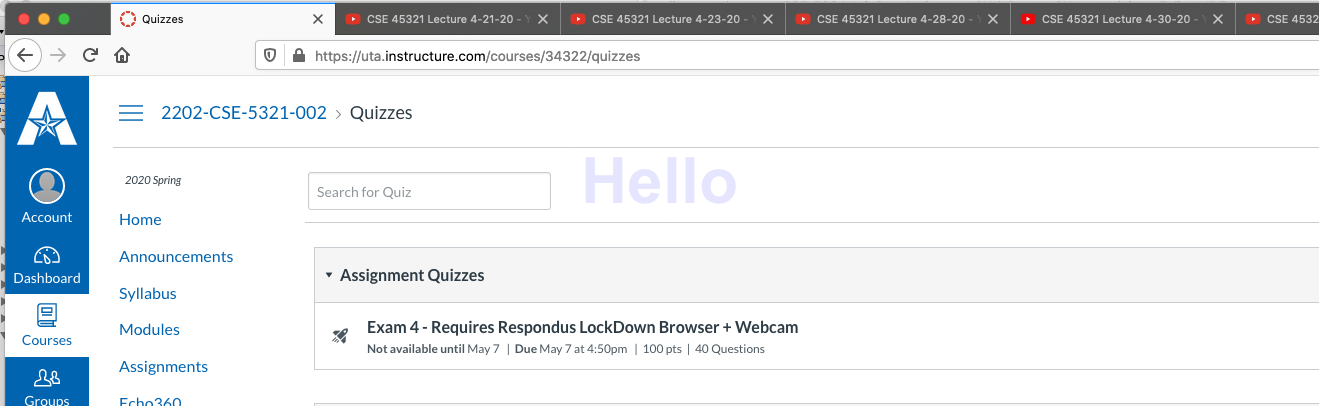 Quizzes
CSE 45321 Lecture 4-21-20 -
CSE 45321 Lecture 4-23-20 -
CSE 45321 Lecture 4-28-20 -
CSE 45321 Lecture 4-30-20 -
CSE 4532
https://uta.instructure.com/courses/34322/quizzes
2202-CSE-5321-002 › Quizzes
Hello
2020 Spring
Search for Quiz
Account
Home
Announcements
Dashboard
Assignment Quizzes
Syllabus
Courses
Modules
Exam 4 - Requires Respondus LockDown Browser + Webcam
Not available until May 7 | Due May 7 at 4:50pm | 100 pts | 40 Questions
Assignments
Groups
Echo360